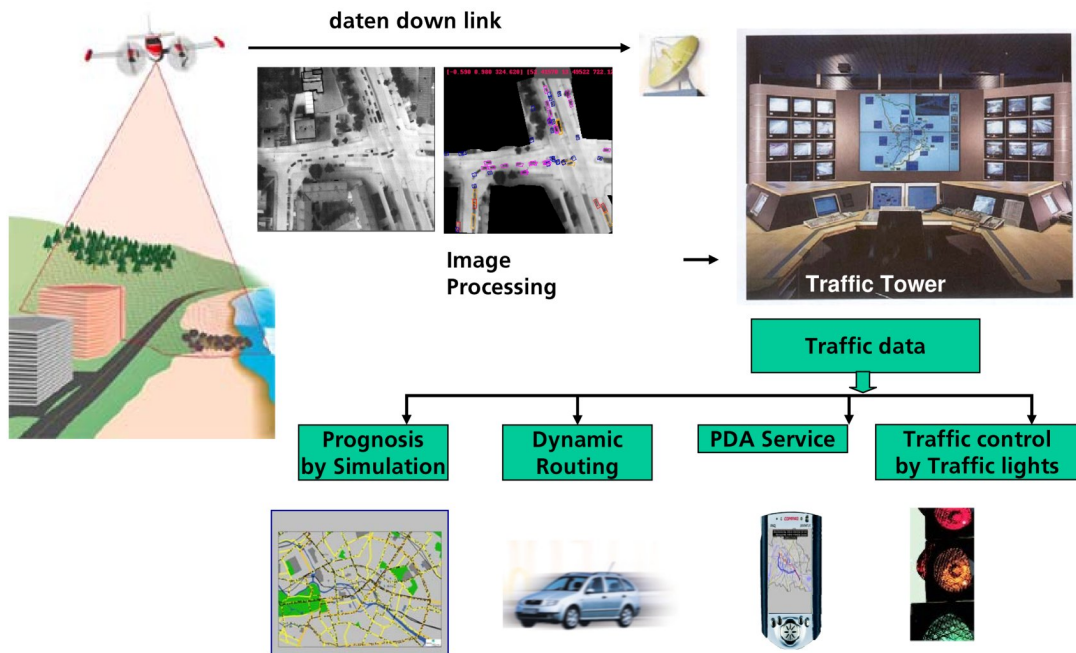 daten down link
Image
Processing
Traffic Tower
Traffic data
Prognosis
by Simulation
Dynamic
Routing
PDA Service
Traffic control
by Traffic lights